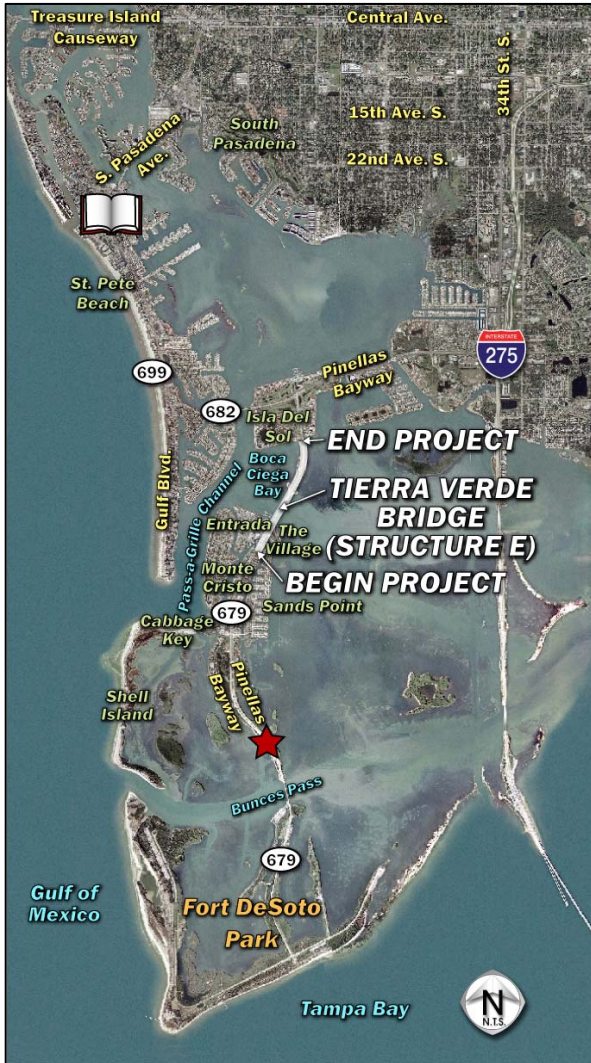 Treasure Island
Causeway
Central Ave.
34th St. S.
15th Ave. S.
South
Pasadena
S. Pasadena
Ave.
22nd Ave. S.
St. Pete
Beach
INTERSTATE
275
Pinellas
Bayway
699
682
Isla Del
Sol
END PROJECT
Gulf Blvd.
Boca
Ciega
Bay
Pass-a-Grille Channel
TIERRA VERDE
BRIDGE
(STRUCTURE E)
Entrada
The
Village
BEGIN PROJECT
Monte
Cristo
679
Sands Point
Cabbage
Key
Pinellas
Bayway
Shell
Island
Bunces Pass
679
Gulf of
Mexico
Fort DeSoto
Park
Tampa Bay
N
N.T.S.